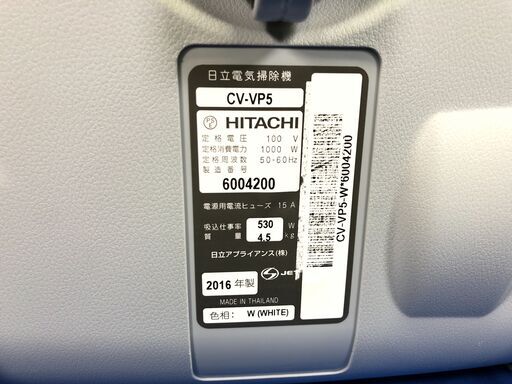 日立電気掃除機
CV-VP5
PS E HITACHI
定格電圧 100 V
定格消費電力 1000 W
定格周波数 50-60Hz
製造番号
6004200
電源用電流ヒューズ 15 A
吸込仕事率 530 W
質量 4.5 kg
日立アプライアンス(株)
S JET
2016 年製
MADE IN THAILAND
色相: W (WHITE)
CV-VP5-W*6004200